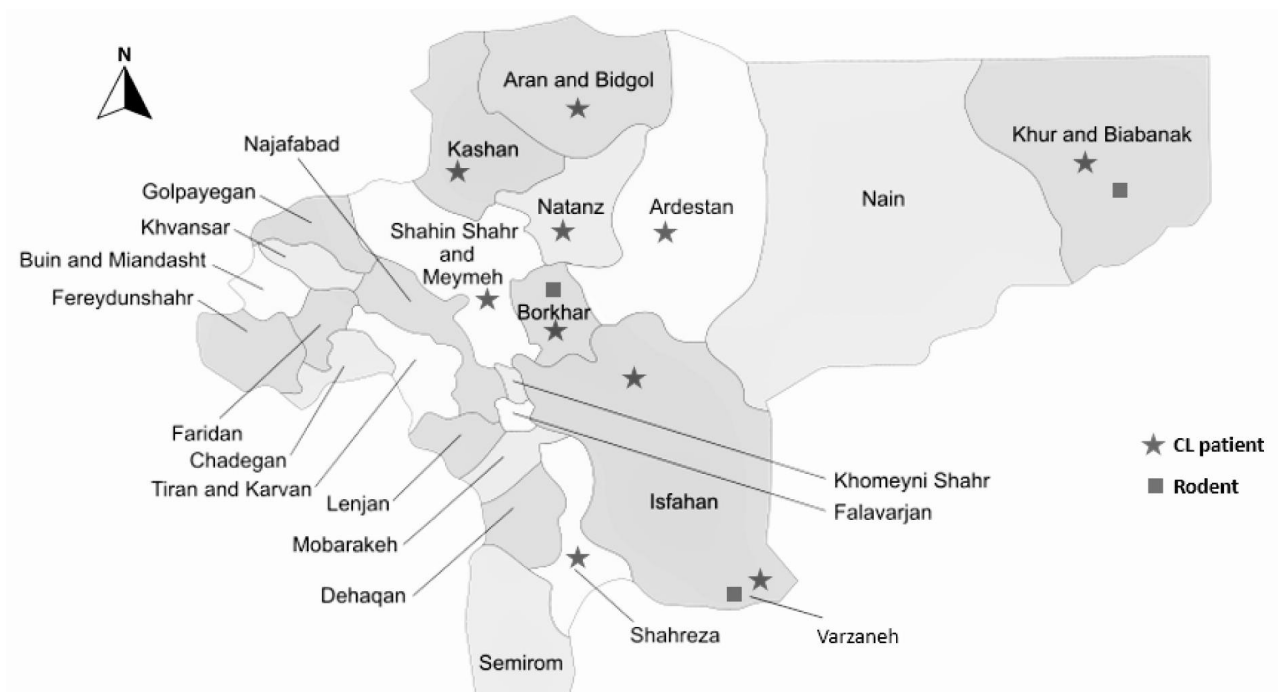 N
Aran and Bidgol
Khur and Biabanak
Najafabad
Kashan
Golpayegan
Nain
Khvansar
Natanz
Ardestan
Shahin Shahr
and
Meymeh
Buin and Miandasht
Fereydunshahr
Borkhar
Faridan
CL patient
Chadegan
Khomeyni Shahr
Rodent
Tiran and Karvan
Lenjan
Isfahan
Falavarjan
Mobarakeh
Dehaqan
Shahreza
Varzaneh
Semirom